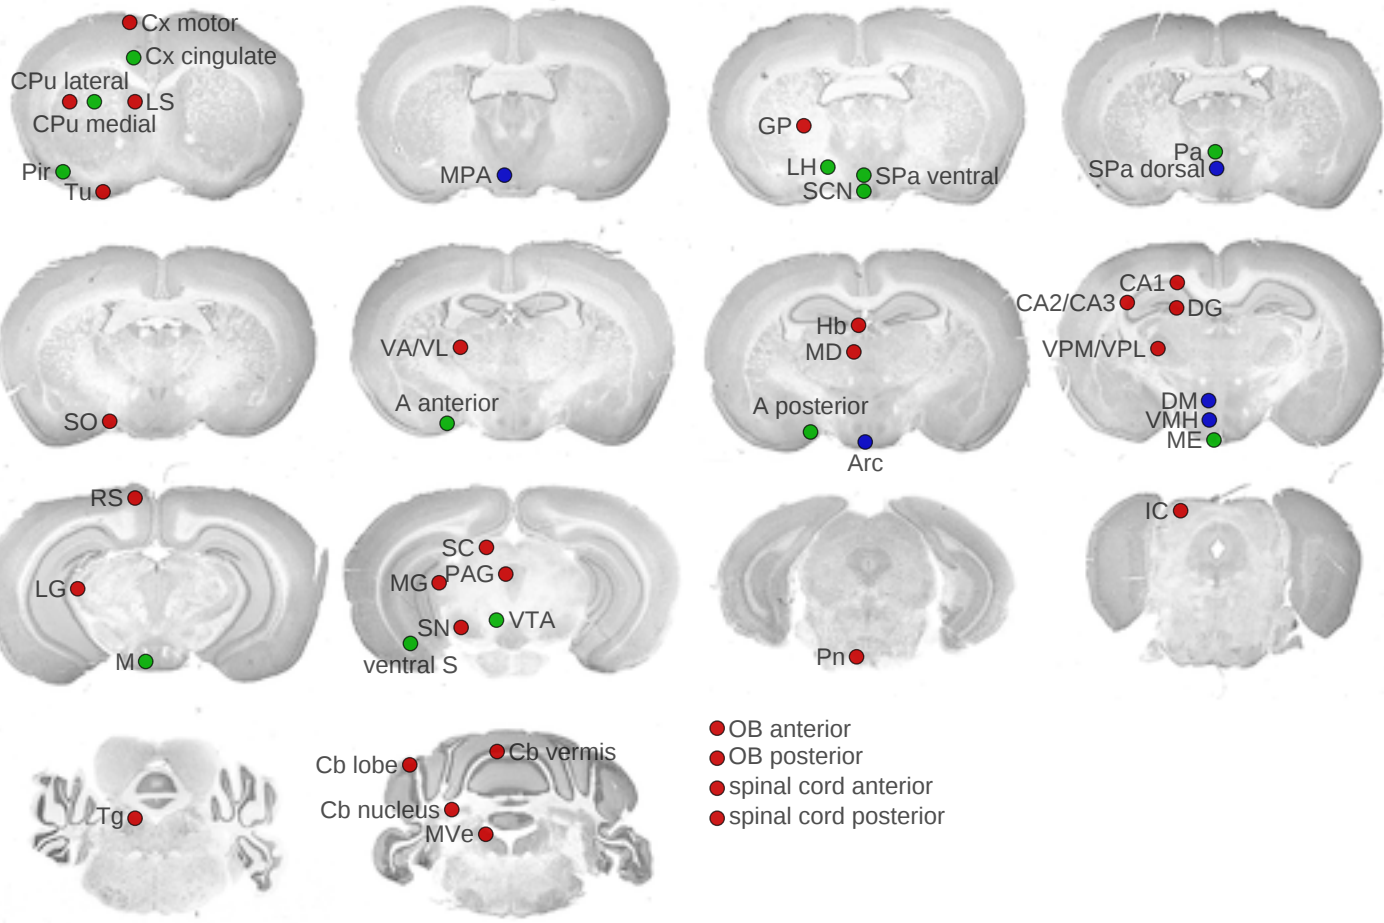 Cx motor
Cx cingulate
CPu lateral
LS
CPu medial
Pir
Tu
MPA
GP
LH
SPa ventral
SCN
Pa
SPa dorsal
SO
VA/VL
A anterior
Hb
MD
A posterior
Arc
CA1
CA2/CA3
DG
VPM/VPL
DM
VMH
ME
RS
LG
M
SC
MG
PAG
SN
VTA
ventral S
Pn
IC
Tg
Cb vermis
Cb lobe
Cb nucleus
MVe
OB anterior
OB posterior
spinal cord anterior
spinal cord posterior